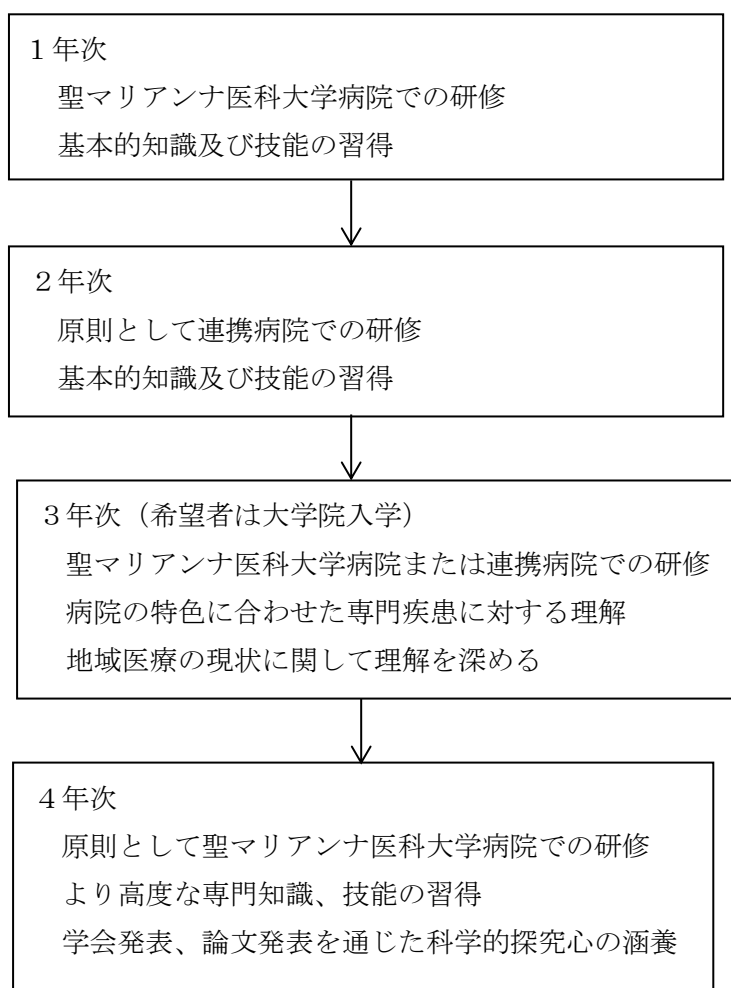 １年次
聖マリアンナ医科大学病院での研修
基本的知識及び技能の習得
２年次
原則として連携病院での研修
基本的知識及び技能の習得
３年次（希望者は大学院入学）
聖マリアンナ医科大学病院または連携病院での研修
病院の特色に合わせた専門疾患に対する理解
地域医療の現状に関して理解を深める
４年次
原則として聖マリアンナ医科大学病院での研修
より高度な専門知識、技能の習得
学会発表、論文発表を通じた科学的探究心の涵養